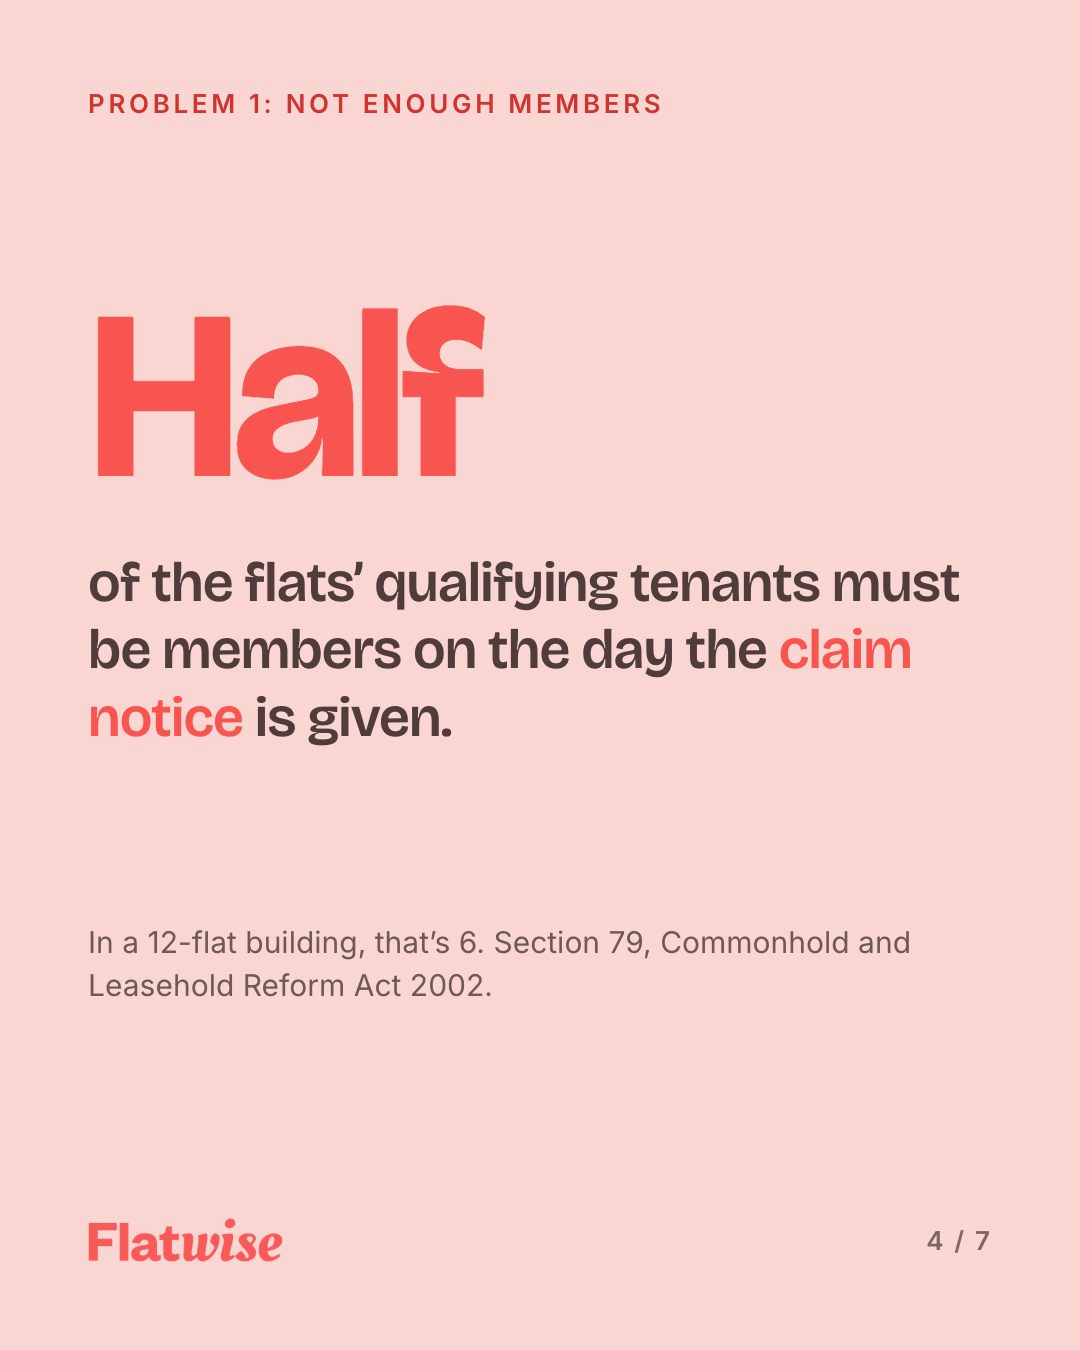 PROBLEM 1: NOT ENOUGH MEMBERS
Half
of the flats’ qualifying tenants must
be members on the day the claim
notice is given.
In a 12-flat building, that’s 6. Section 79, Commonhold and
Leasehold Reform Act 2002.
Flatwise
4 / 7